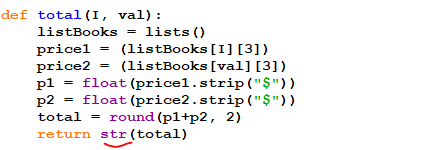 def total(I, val):
    listBooks = lists()
    price1 = (listBooks[I][3])
    price2 = (listBooks[val][3])
    p1 = float(price1.strip("$"))
    p2 = float(price2.strip("$"))
    total = round(p1+p2, 2)
    return str(total)